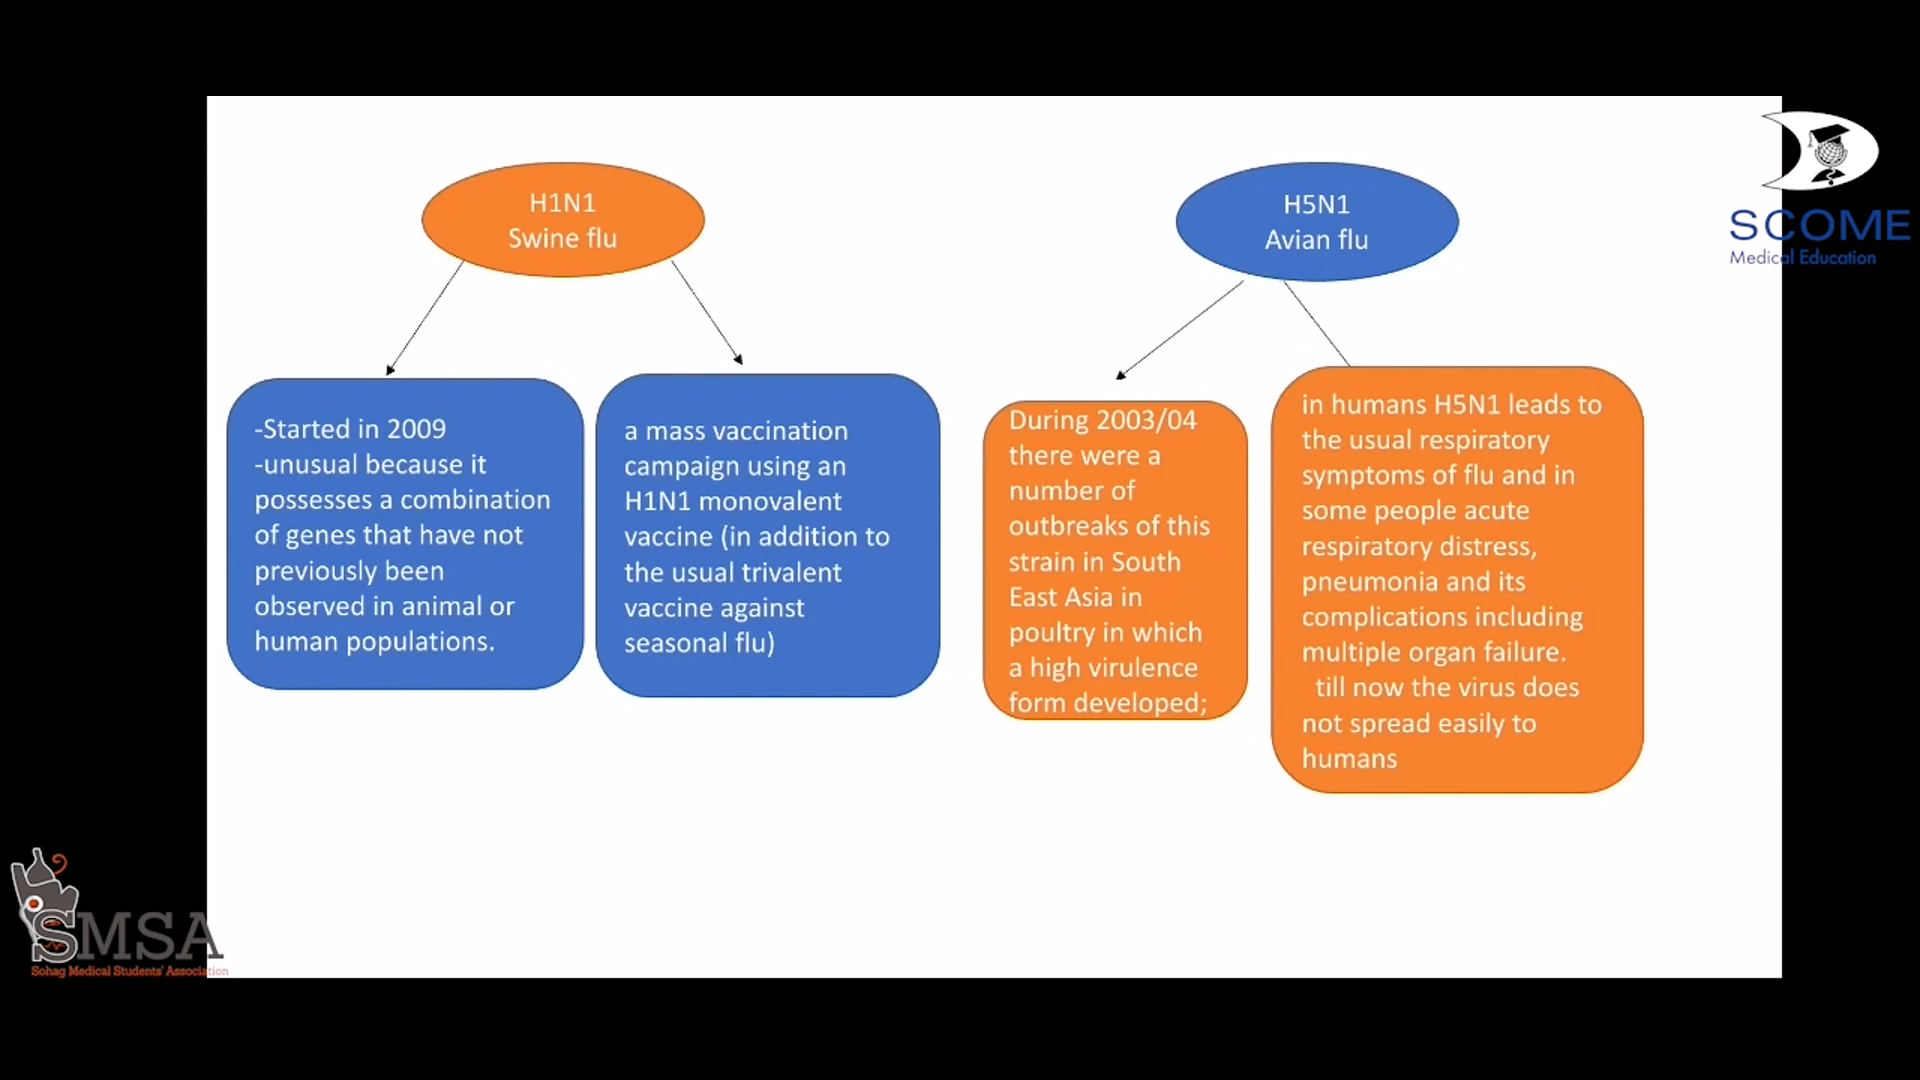 H1N1
Swine flu
-Started in 2009
-unusual because it
possesses a combination
of genes that have not
previously been
observed in animal or
human populations.
a mass vaccination
campaign using an
H1N1 monovalent
vaccine (in addition to
the usual trivalent
vaccine against
seasonal flu)
H5N1
Avian flu
During 2003/04
there were a
number of
outbreaks of this
strain in South
East Asia in
poultry in which
a high virulence
form developed;
in humans H5N1 leads to
the usual respiratory
symptoms of flu and in
some people acute
respiratory distress,
pneumonia and its
complications including
multiple organ failure.
till now the virus does
not spread easily to
humans
SCOME
Medical Education
SMSA
Sohag Medical Students' Association